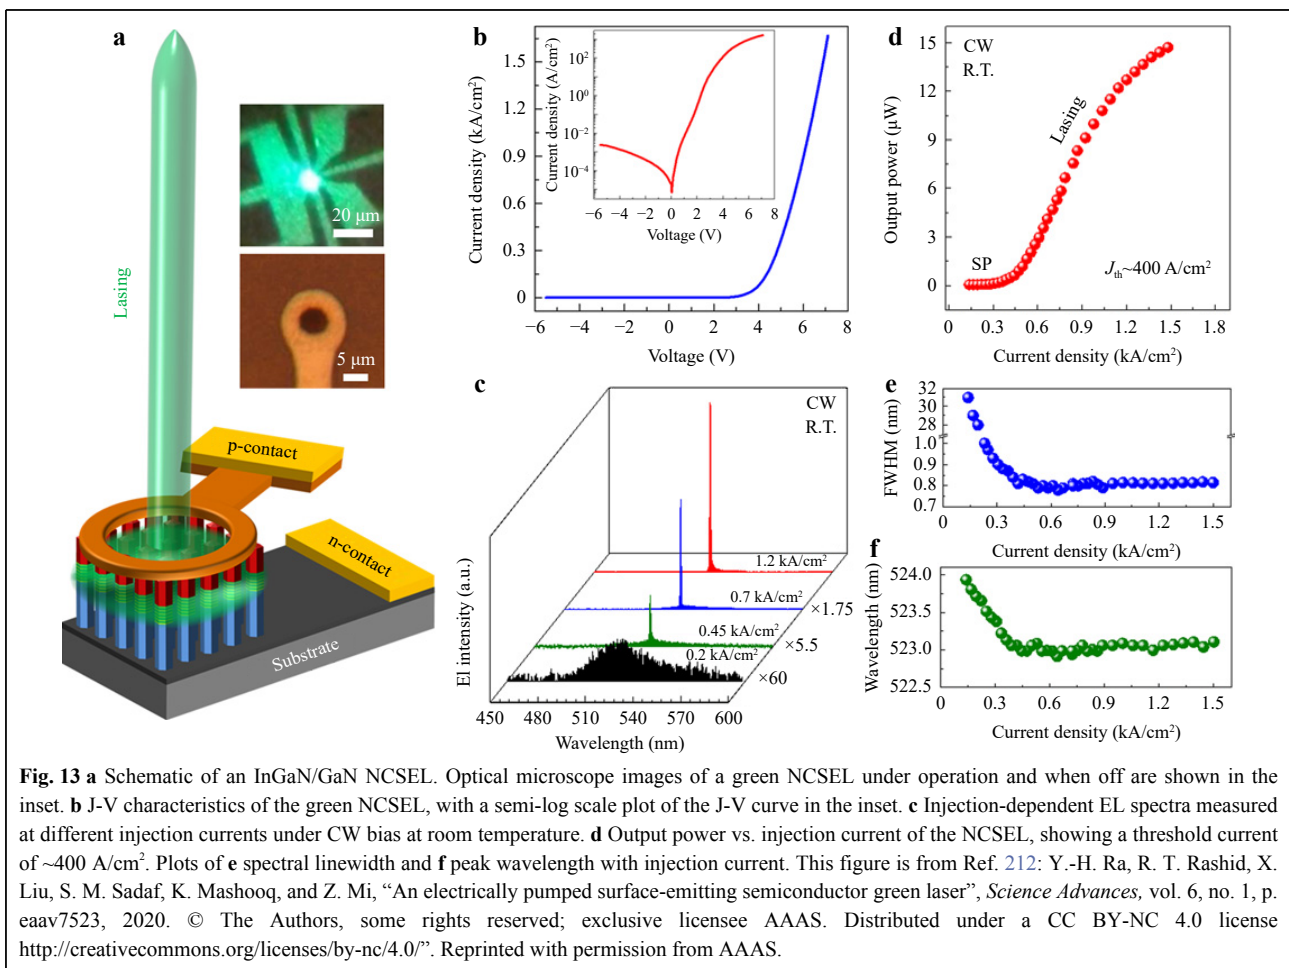 a
Lasing
20 μm
5 μm
p-contact
n-contact
Substrate
b
Current density (kA/cm²)
1.5
1.2
0.9
0.6
0.3
0
−6 −4 −2 0 2 4 6 8
Voltage (V)
Current density (A/cm²)
10²
10⁰
10⁻²
10⁻⁴
−6 −4 −2 0 2 4 6 8
Voltage (V)
c
CW
R.T.
El intensity (a.u.)
1.2 kA/cm²
0.7 kA/cm²
×1.75
0.45 kA/cm²
×5.5
0.2 kA/cm²
×60
450 480 510 540 570 600
Wavelength (nm)
d
CW
R.T.
Output power (μW)
15
12
9
6
3
0
Lasing
SP
Jth~400 A/cm²
0 0.3 0.6 0.9 1.2 1.5 1.8
Current density (kA/cm²)
e
FWHM (nm)
32
30
28
1.0
0.9
0.8
0.7
0 0.3 0.6 0.9 1.2 1.5
Current density (kA/cm²)
f
Wavelength (nm)
524.0
523.5
523.0
522.5
0 0.3 0.6 0.9 1.2 1.5
Current density (kA/cm²)
Fig. 13 a Schematic of an InGaN/GaN NCSEL. Optical microscope images of a green NCSEL under operation and when off are shown in the
inset. b J-V characteristics of the green NCSEL, with a semi-log scale plot of the J-V curve in the inset. c Injection-dependent EL spectra measured
at different injection currents under CW bias at room temperature. d Output power vs. injection current of the NCSEL, showing a threshold current
of ~400 A/cm². Plots of e spectral linewidth and f peak wavelength with injection current. This figure is from Ref. 212: Y.-H. Ra, R. T. Rashid, X.
Liu, S. M. Sadaf, K. Mashooq, and Z. Mi, “An electrically pumped surface-emitting semiconductor green laser”, Science Advances, vol. 6, no. 1, p.
eaav7523, 2020. © The Authors, some rights reserved; exclusive licensee AAAS. Distributed under a CC BY-NC 4.0 license
http://creativecommons.org/licenses/by-nc/4.0/”. Reprinted with permission from AAAS.